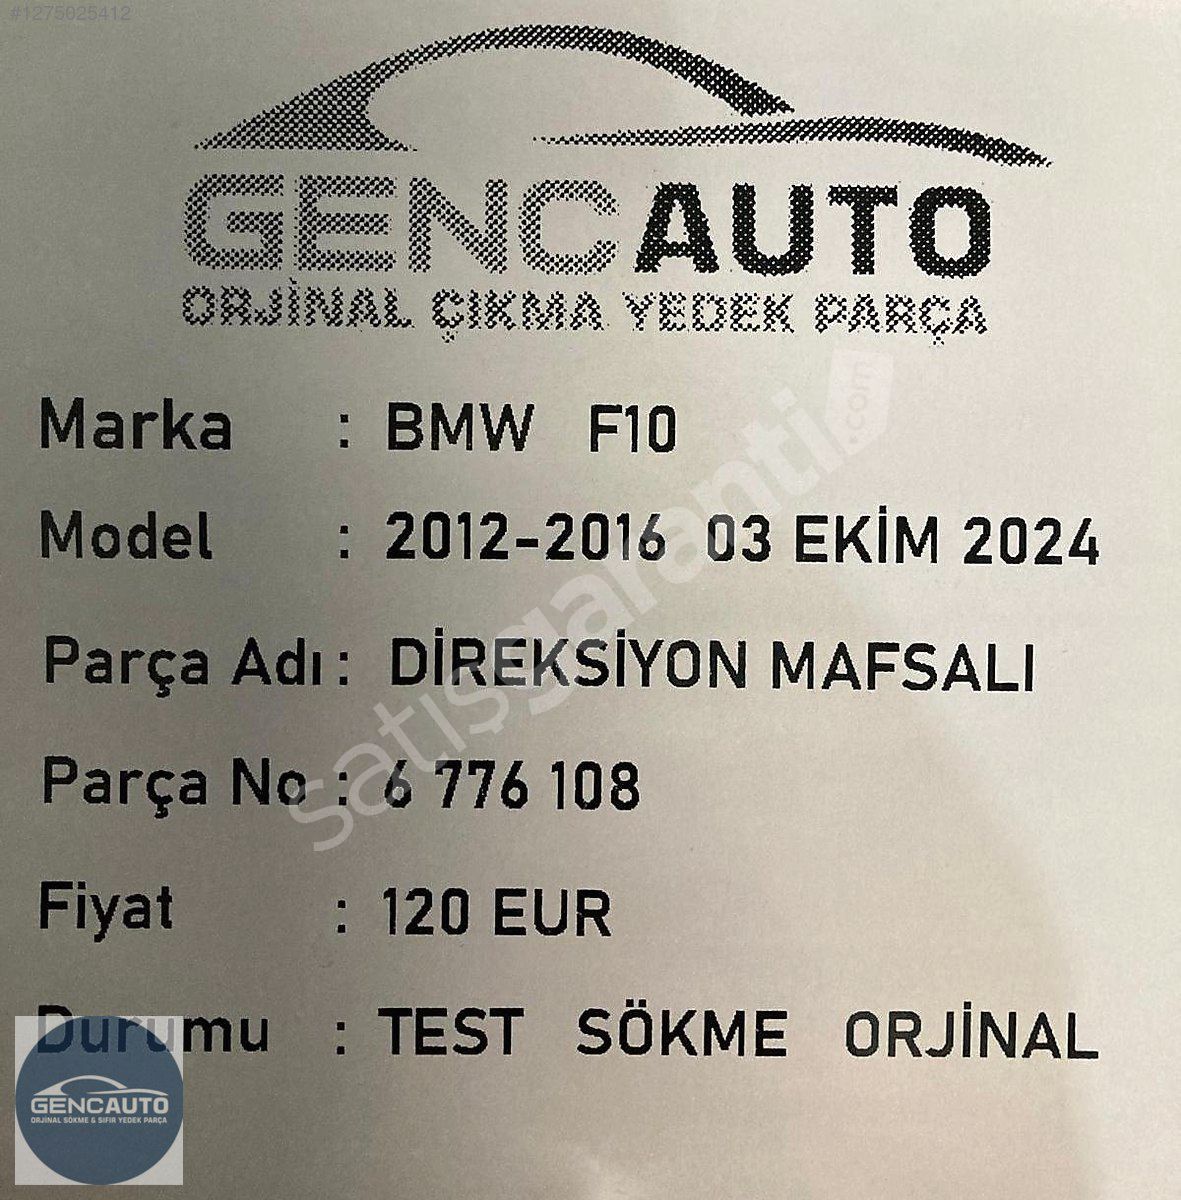 #1275025412
GENCAUTO
ORJİNAL ÇIKMA YEDEK PARÇA
Marka : BMW F10
Model : 2012-2016 03 EKİM 2024
Parça Adı : DİREKSİYON MAFSALI
Parça No : 6 776 108
Fiyat : 120 EUR
Durumu : TEST SÖKME ORJİNAL
satışgaranti.com
GENCAUTO
ORJİNAL SÖKME & SIFIR YEDEK PARÇA